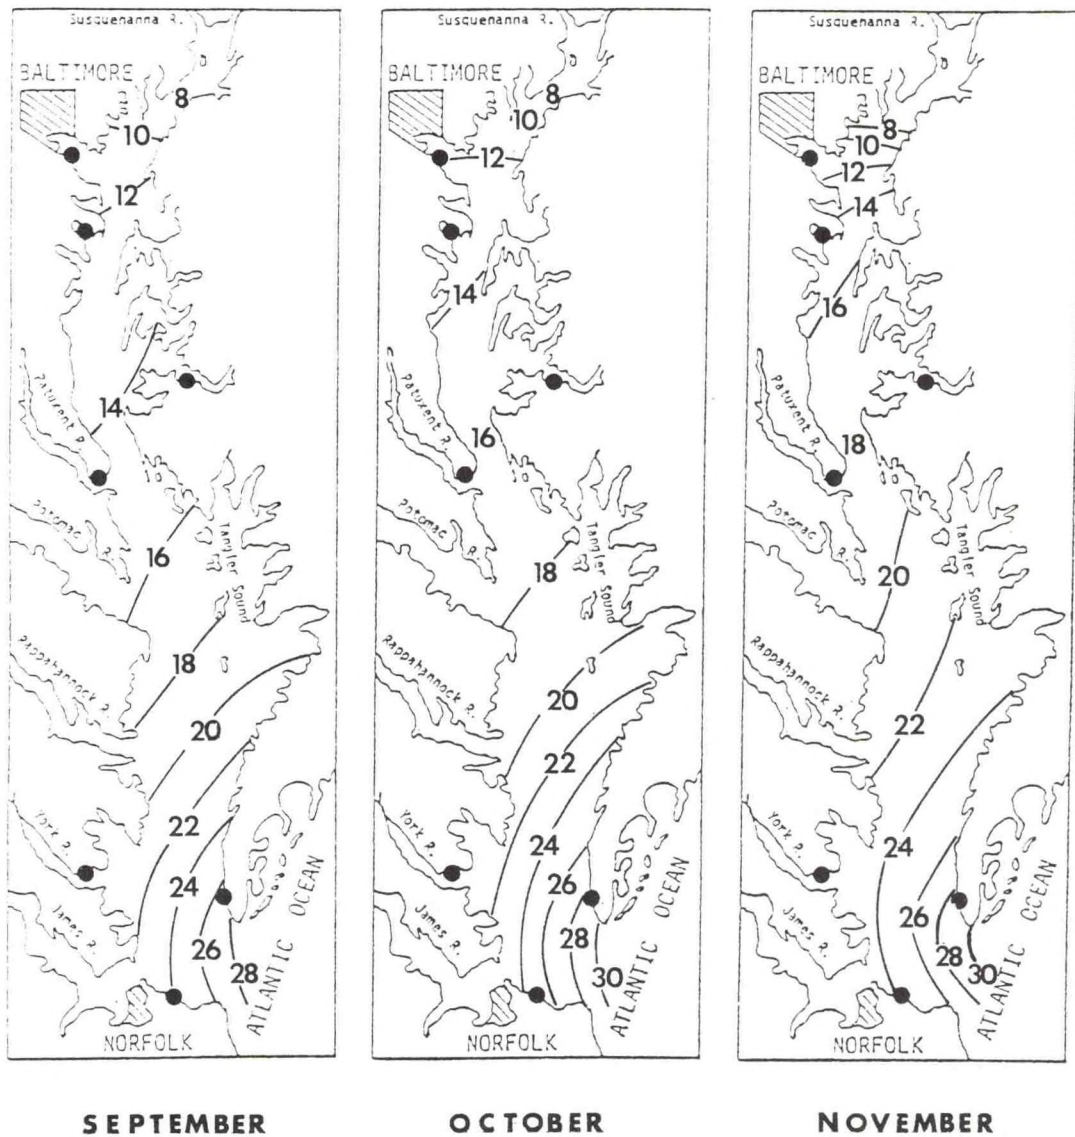 Susquehanna R.
BALTIMORE
8
10
12
14
Patuxent R.
Potomac R.
16
Tangier Sound
18
Rappahannock R.
20
22
York R.
24
James R.
26
28
ATLANTIC OCEAN
NORFOLK
SEPTEMBER
Susquehanna R.
BALTIMORE
8
10
12
14
Patuxent R.
16
Potomac R.
18
Tangier Sound
Rappahannock R.
20
22
York R.
24
26
James R.
28
30
ATLANTIC OCEAN
NORFOLK
OCTOBER
Susquehanna R.
BALTIMORE
8
10
12
14
16
Patuxent R.
18
Potomac R.
20
Tangier Sound
Rappahannock R.
22
24
York R.
26
James R.
28
30
ATLANTIC OCEAN
NORFOLK
NOVEMBER